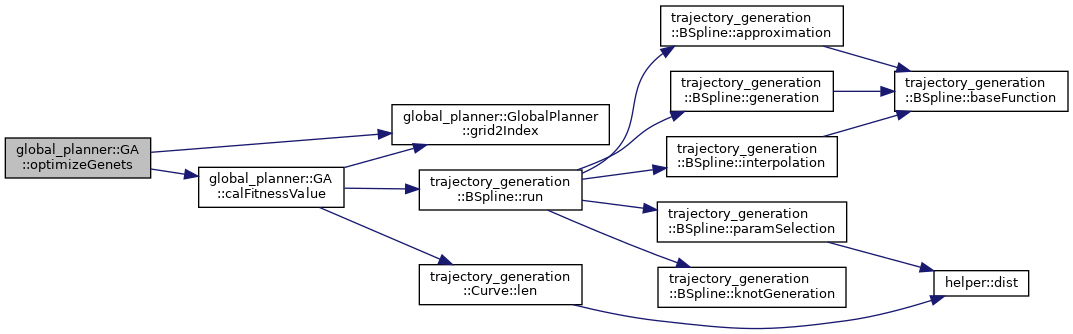 global_planner::GA
::optimizeGenets
global_planner::GlobalPlanner
::grid2Index
global_planner::GA
::calFitnessValue
trajectory_generation
::BSpline::run
trajectory_generation
::Curve::len
trajectory_generation
::BSpline::approximation
trajectory_generation
::BSpline::generation
trajectory_generation
::BSpline::interpolation
trajectory_generation
::BSpline::paramSelection
trajectory_generation
::BSpline::knotGeneration
trajectory_generation
::BSpline::baseFunction
helper::dist